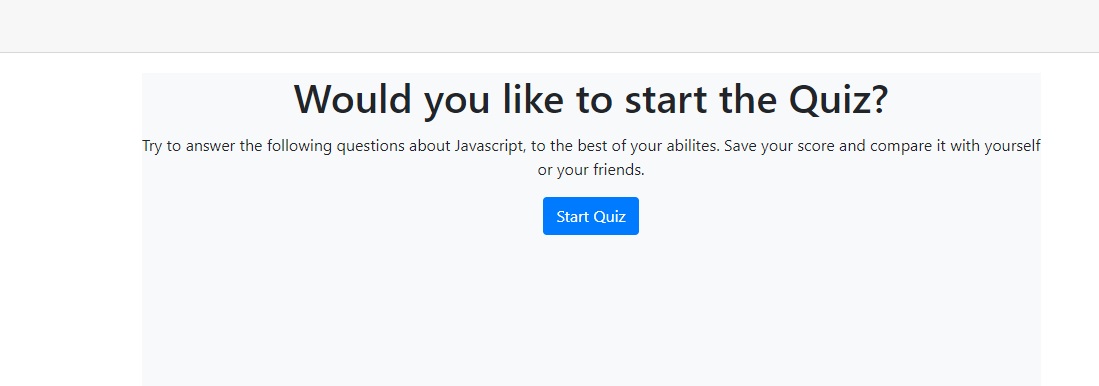 Would you like to start the Quiz?
Try to answer the following questions about Javascript, to the best of your abilites. Save your score and compare it with yourself
or your friends.
Start Quiz